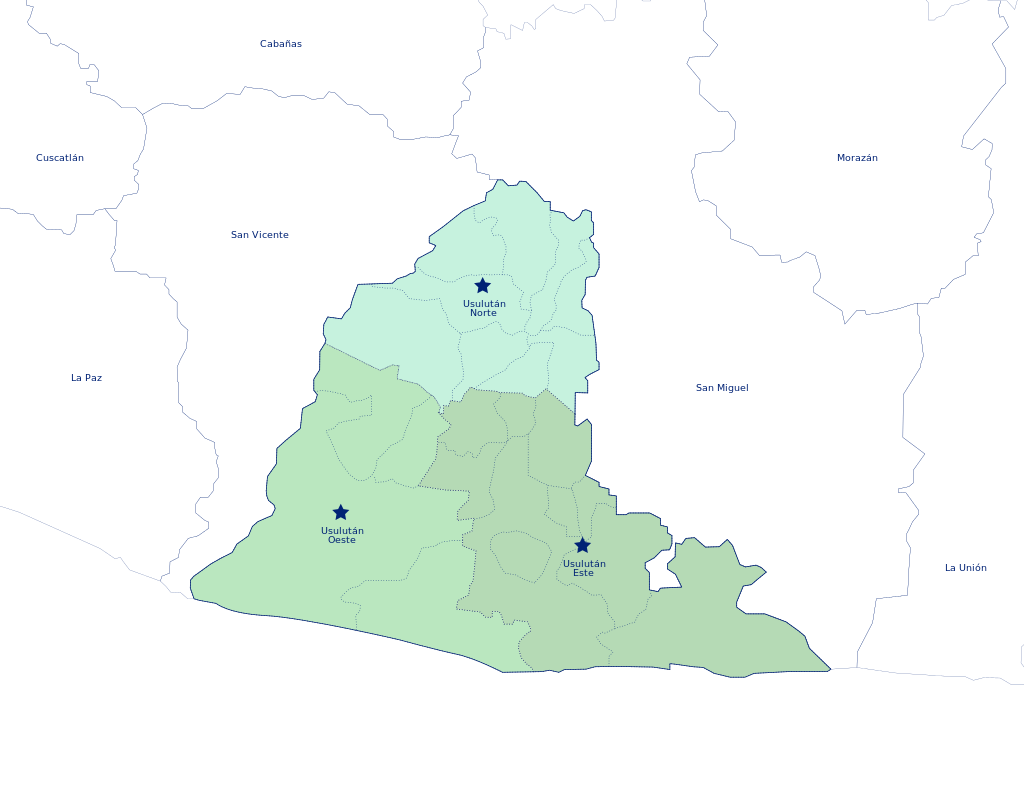 Cabañas
Cuscatlán
Morazán
San Vicente
Usulután
Norte
La Paz
San Miguel
Usulután
Oeste
Usulután
Este
La Unión